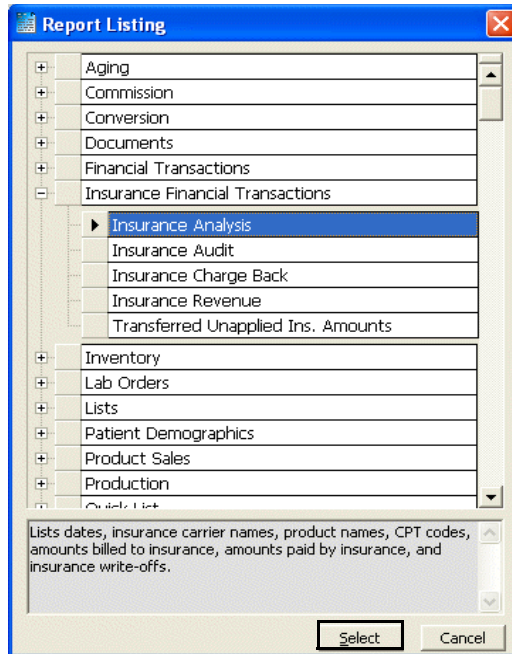 Report Listing
Aging
Commission
Conversion
Documents
Financial Transactions
Insurance Financial Transactions
Insurance Analysis
Insurance Audit
Insurance Charge Back
Insurance Revenue
Transferred Unapplied Ins. Amounts
Inventory
Lab Orders
Lists
Patient Demographics
Product Sales
Production
Quick List
Lists dates, insurance carrier names, product names, CPT codes,
amounts billed to insurance, amounts paid by insurance, and
insurance write-offs.
Select Cancel